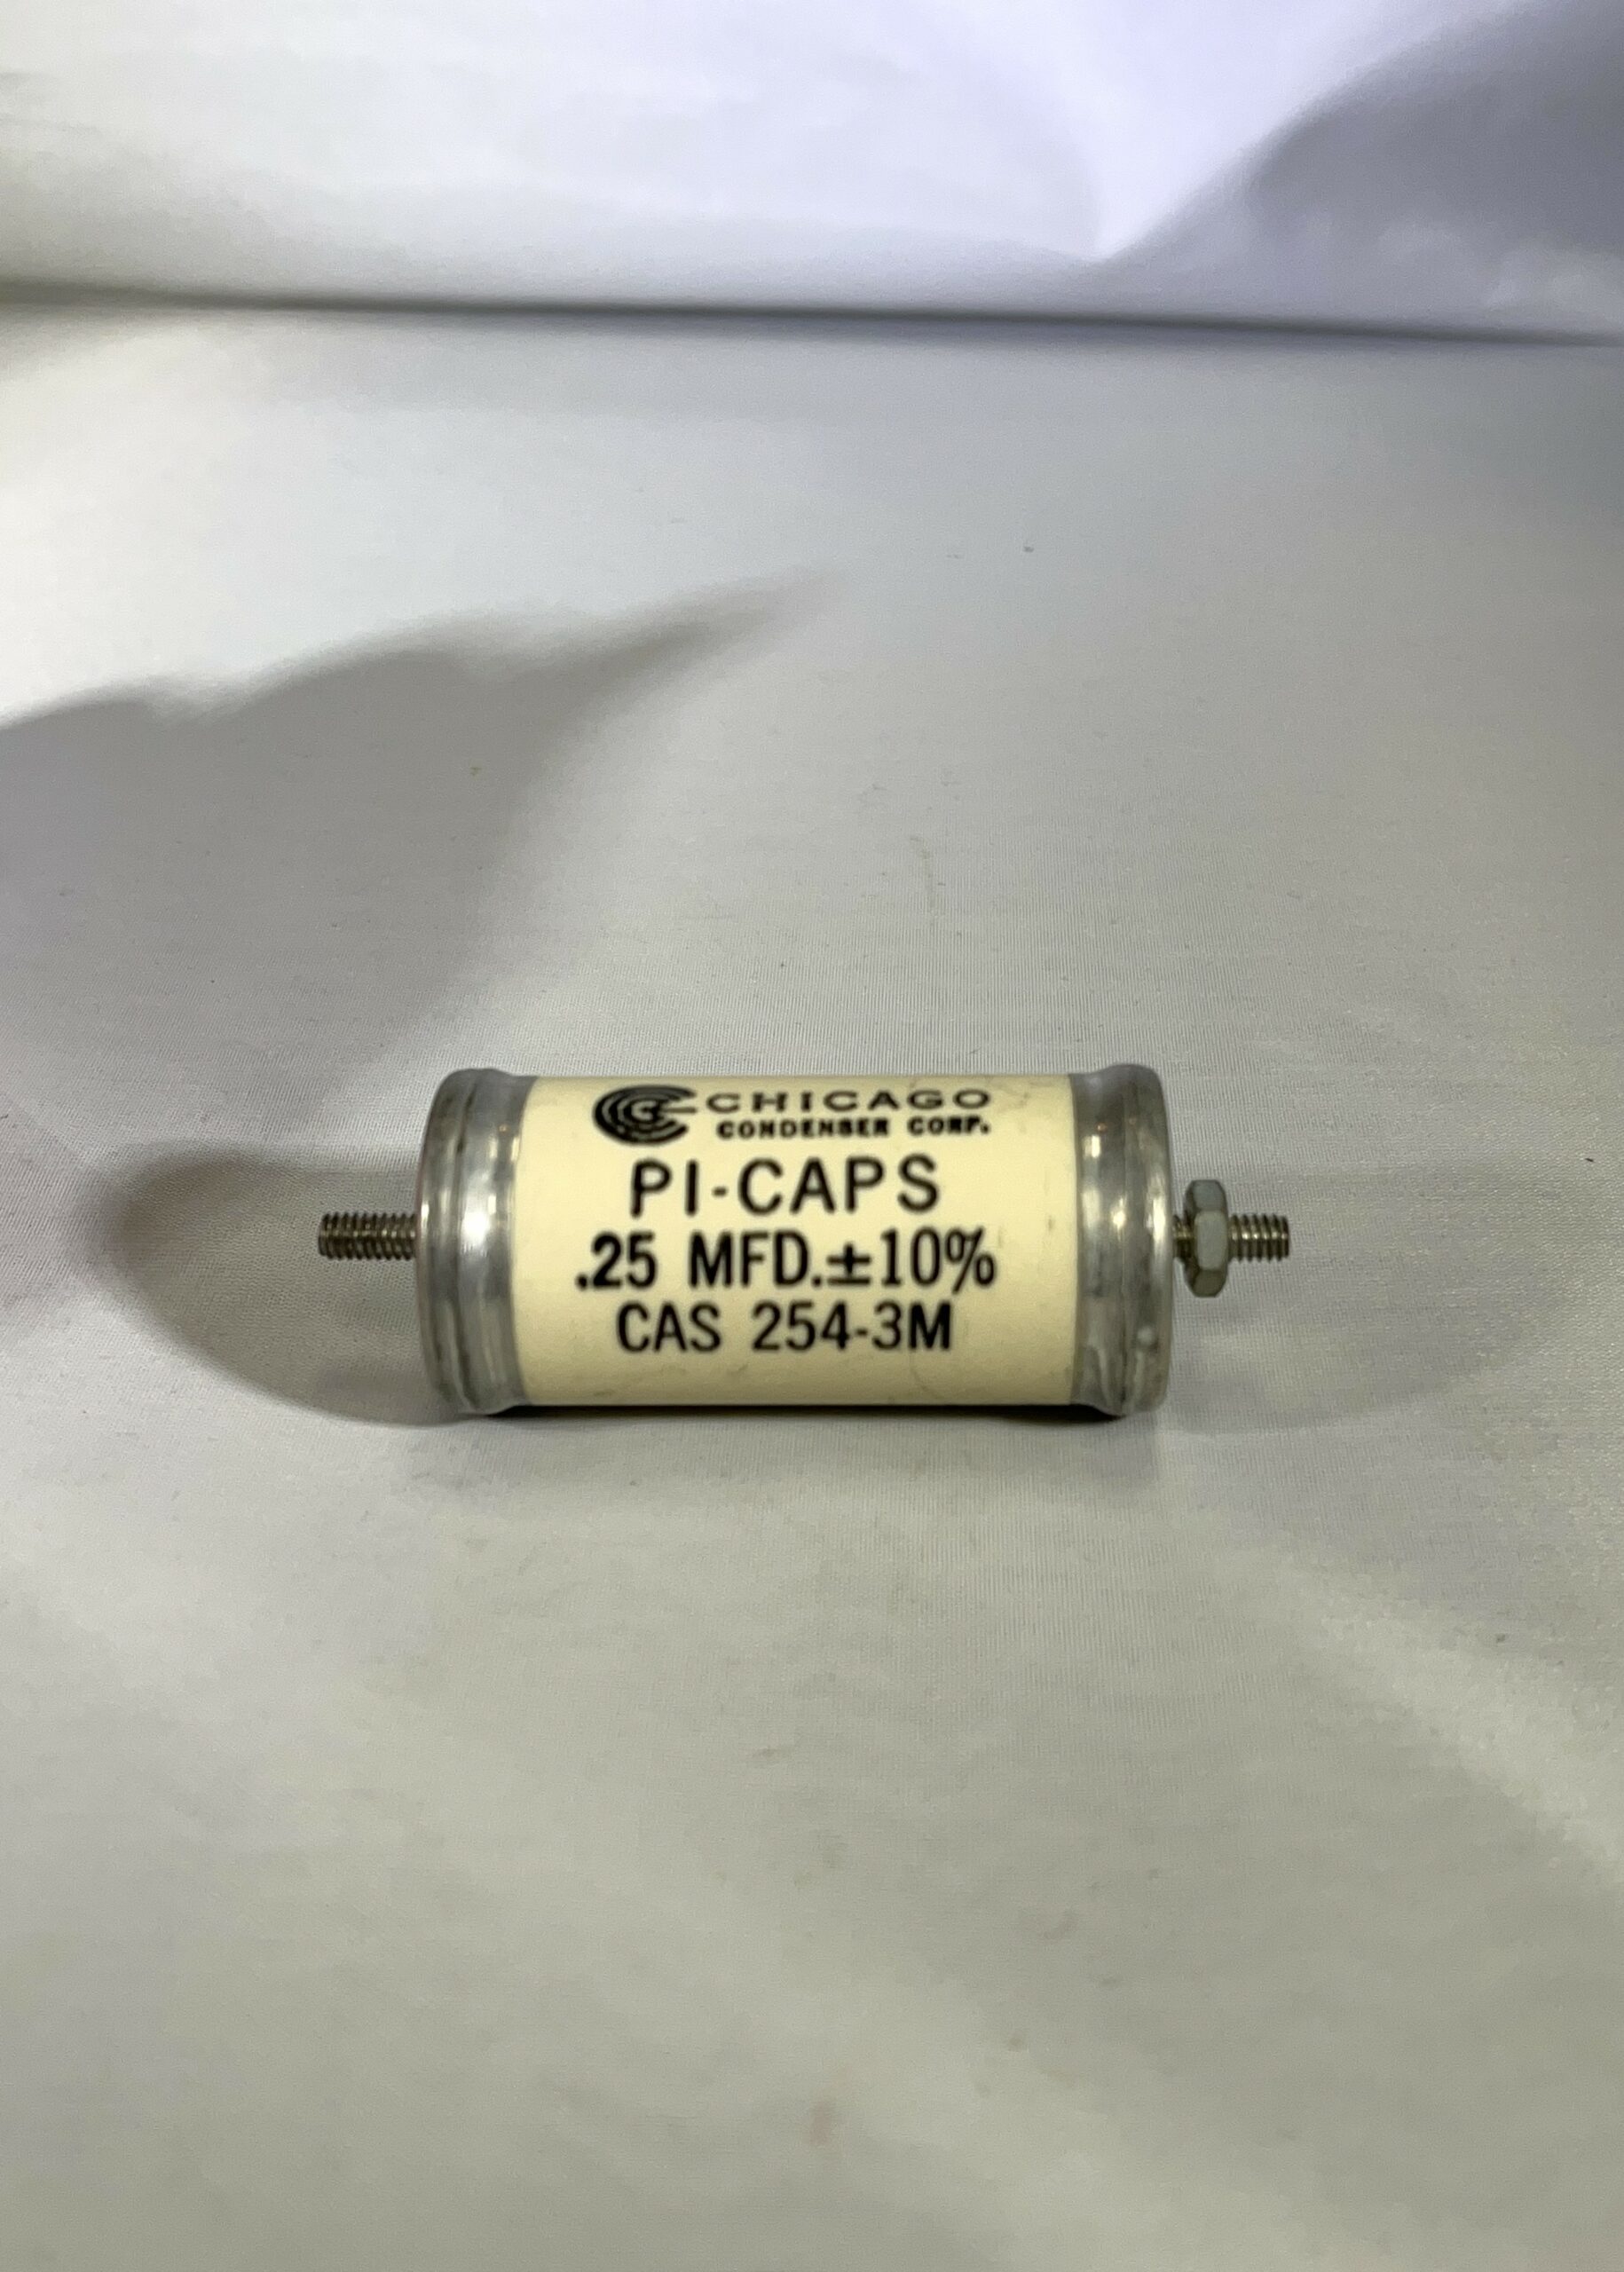 CHICAGO
CONDENSER CORP.
PI-CAPS
.25 MFD.±10%
CAS 254-3M